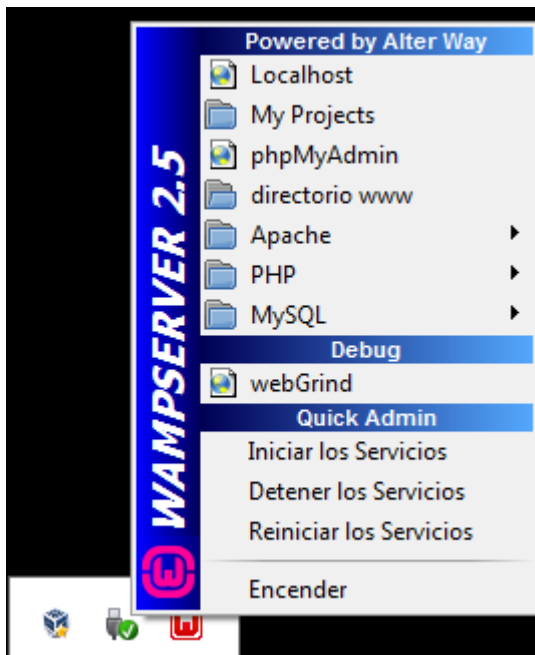 Powered by Alter Way
Localhost
My Projects
phpMyAdmin
directorio www
Apache
PHP
MySQL
Debug
webGrind
Quick Admin
Iniciar los Servicios
Detener los Servicios
Reiniciar los Servicios
Encender
WAMPSERVER 2.5